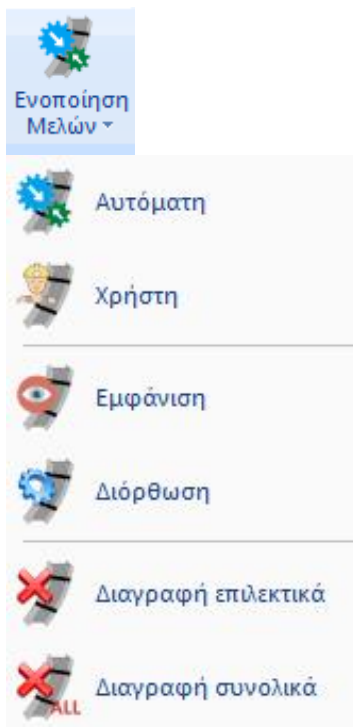 Ενοποίηση
Μελών
Αυτόματη
Χρήστη
Εμφάνιση
Διόρθωση
Διαγραφή επιλεκτικά
ALL
Διαγραφή συνολικά